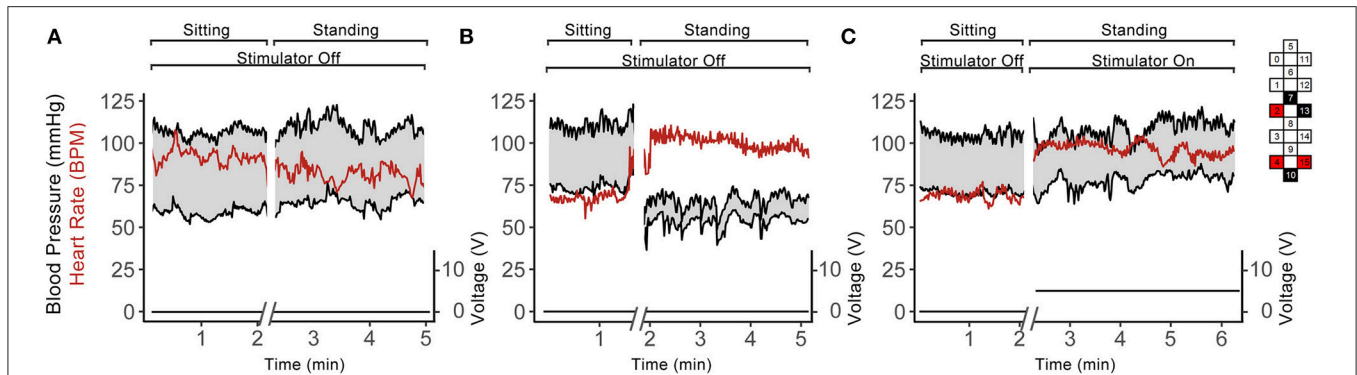 A
Sitting
Standing
Stimulator Off
Blood Pressure (mmHg)
Heart Rate (BPM)
125
100
75
50
25
0
10
0
Voltage (V)
1
2
3
4
5
Time (min)
B
Sitting
Standing
Stimulator Off
125
100
75
50
25
0
10
0
Voltage (V)
1
2
3
4
5
Time (min)
C
Sitting
Standing
Stimulator Off
Stimulator On
125
100
75
50
25
0
10
0
Voltage (V)
1
2
3
4
5
6
Time (min)
5
0 11
6
1 12
7
2 13
8
3 14
9
4 15
10